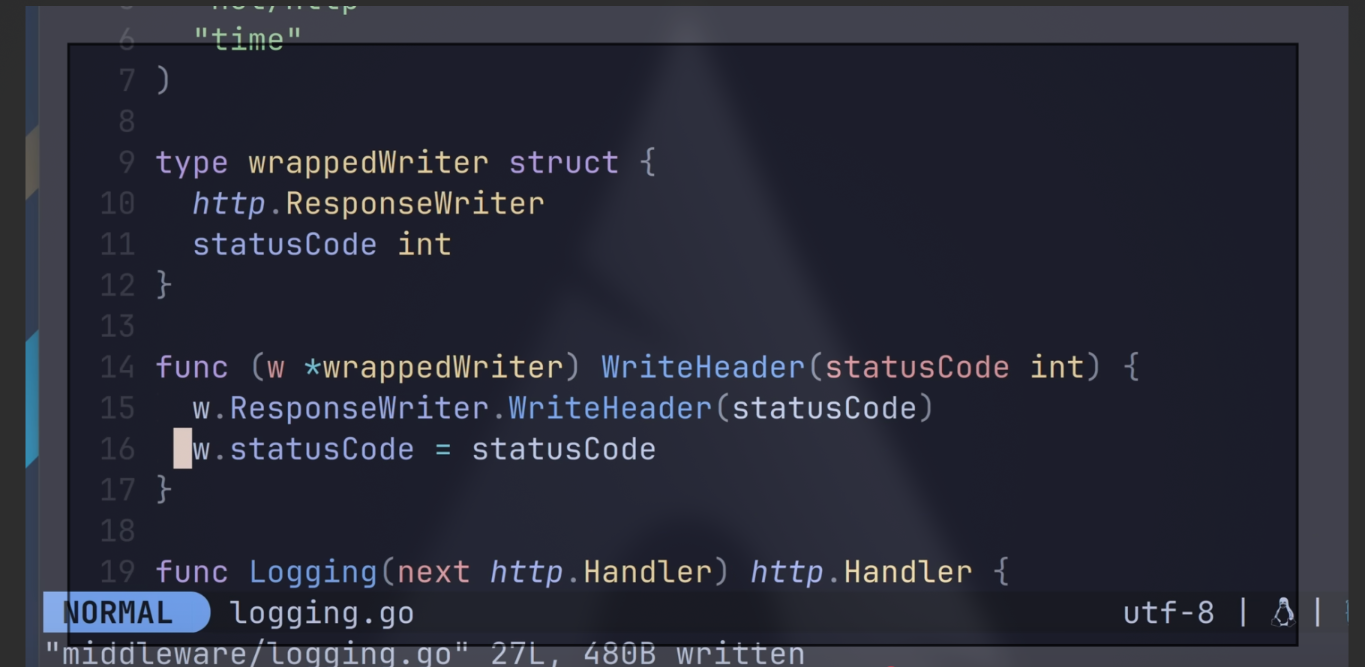 5   "net/http"
6   "time"
7 )
8
9 type wrappedWriter struct {
10   http.ResponseWriter
11   statusCode int
12 }
13
14 func (w *wrappedWriter) WriteHeader(statusCode int) {
15   w.ResponseWriter.WriteHeader(statusCode)
16   w.statusCode = statusCode
17 }
18
19 func Logging(next http.Handler) http.Handler {
NORMAL logging.go utf-8 | |
"middleware/logging.go" 27L, 480B written